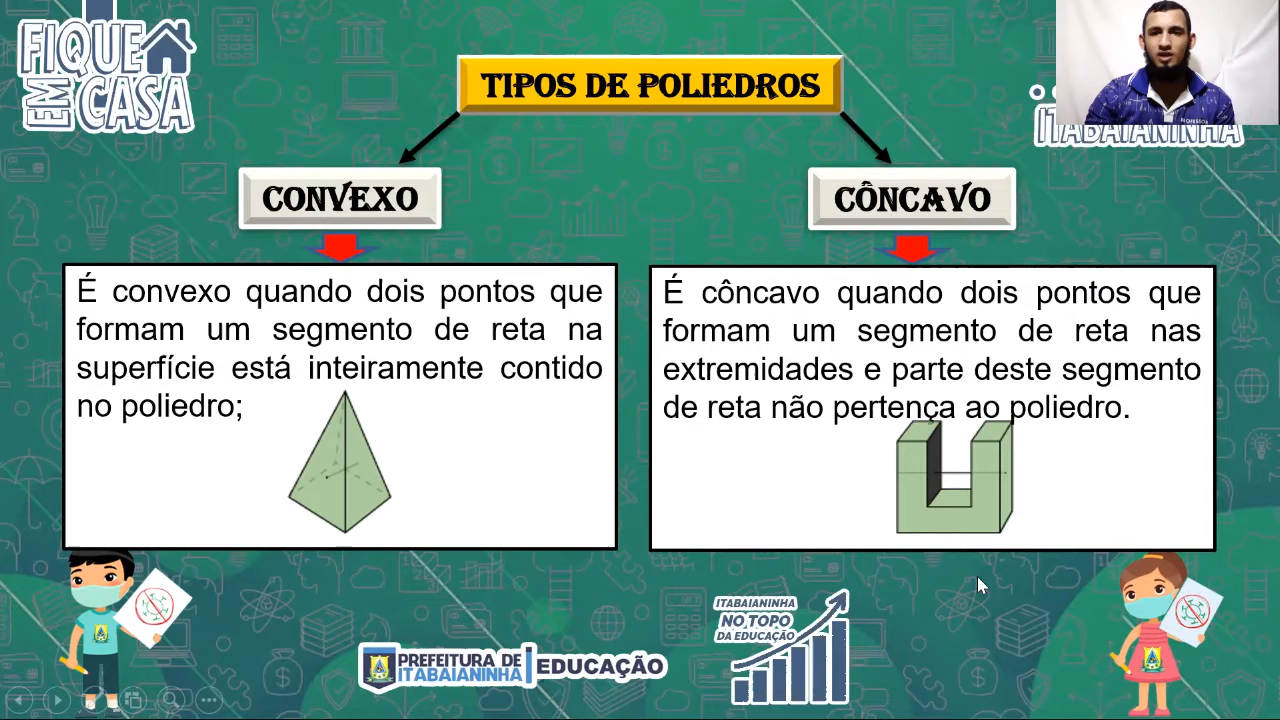 FIQUE
EM
CASA
TIPOS DE POLIEDROS
PROFESSOR
ITABAIANINHA
CONVEXO
CÔNCAVO
É convexo quando dois pontos que
formam um segmento de reta na
superfície está inteiramente contido
no poliedro;
É côncavo quando dois pontos que
formam um segmento de reta nas
extremidades e parte deste segmento
de reta não pertença ao poliedro.
ITABAIANINHA
NO TOPO
DA EDUCAÇÃO
PREFEITURA DE
ITABAIANINHA
EDUCAÇÃO